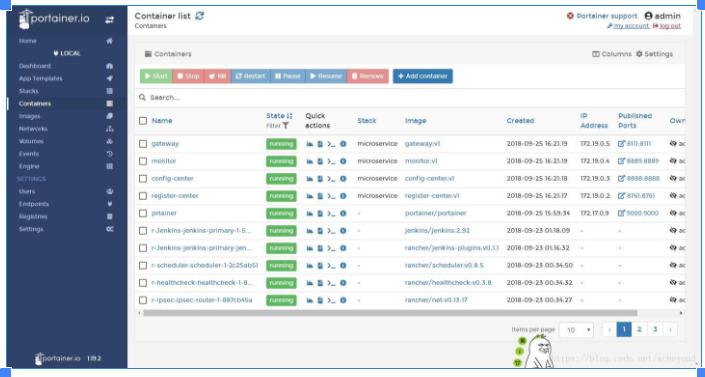 portainer.io
Container list
Containers
Portainer support
admin
my account
log out
Home
LOCAL
Dashboard
App Templates
Stacks
Containers
Images
Networks
Volumes
Events
Engine
SETTINGS
Users
Endpoints
Registries
Settings
portainer.io 1.19.2
Containers
Columns
Settings
Start
Stop
Kill
Restart
Pause
Resume
Remove
Add container
Search...
Name State Filter Quick actions Stack Image Created IP Address Published Ports Own
gateway running microservice gateway:v1 2018-09-25 16:21:19 172.19.0.5 8111:8111 ac
monitor running microservice monitor:v1 2018-09-25 16:21:19 172.19.0.4 8889:8889 ac
config-center running microservice config-center:v1 2018-09-25 16:21:18 172.19.0.3 8888:8888 ac
register-center running microservice register-center:v1 2018-09-25 16:21:17 172.19.0.2 8761:8761 ac
prtainer running - portainer/portainer 2018-09-25 15:59:34 172.17.0.9 9000:9000 ac
r-Jenkins-jenkins-primary-1-5... running - jenkins/jenkins:2.92 2018-09-23 01:18:09 - - ac
r-Jenkins-jenkins-primary-jen... running - rancher/jenkins-plugins:v0.1.1 2018-09-23 01:16:32 - - ac
r-scheduler-scheduler-1-2c25ab51 running - rancher/scheduler:v0.8.5 2018-09-23 00:34:50 - - ac
r-healthcheck-healthcheck-1-8... running - rancher/healthcheck:v0.3.8 2018-09-23 00:34:32 - - ac
r-ipsec-ipsec-router-1-887cb45a running - rancher/net:v0.13.17 2018-09-23 00:34:27 - - ac
Items per page 10 ‹ 1 2 3 ›